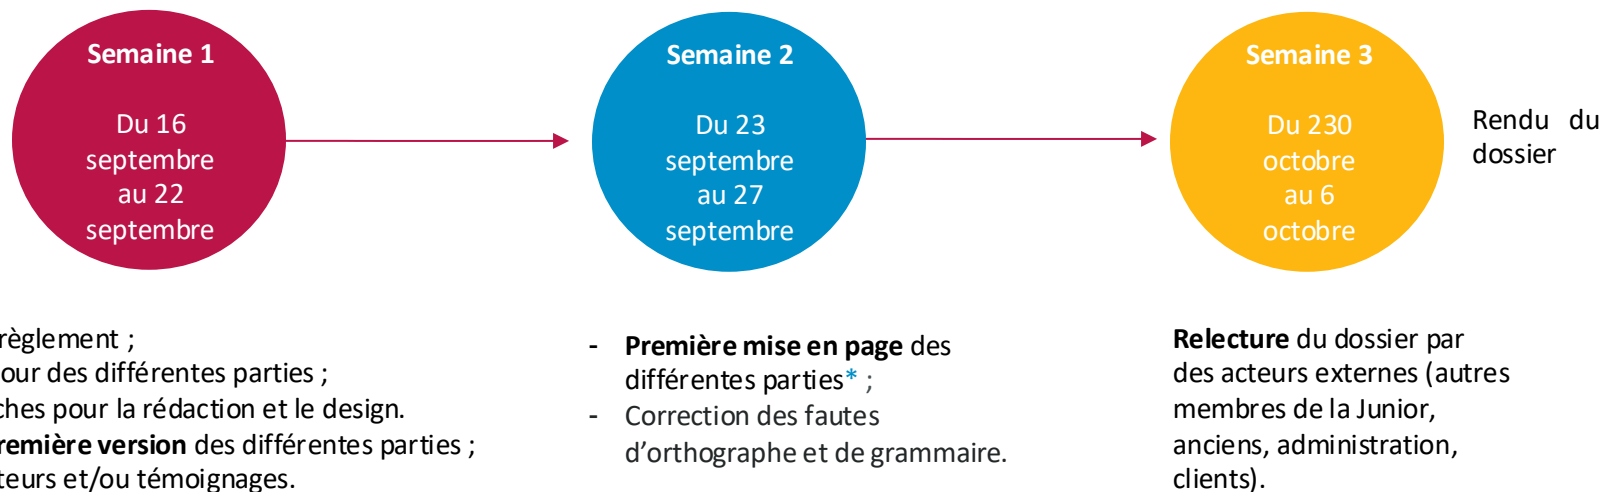 Semaine 1
Du 16
septembre
au 22
septembre
Semaine 2
Du 23
septembre
au 27
septembre
Semaine 3
Du 230
octobre
au 6
octobre
Rendu du
dossier
règlement ;
our des différentes parties ;
ches pour la rédaction et le design.
remière version des différentes parties ;
teurs et/ou témoignages.
- Première mise en page des
différentes parties* ;
- Correction des fautes
d’orthographe et de grammaire.
Relecture du dossier par
des acteurs externes (autres
membres de la Junior,
anciens, administration,
clients).